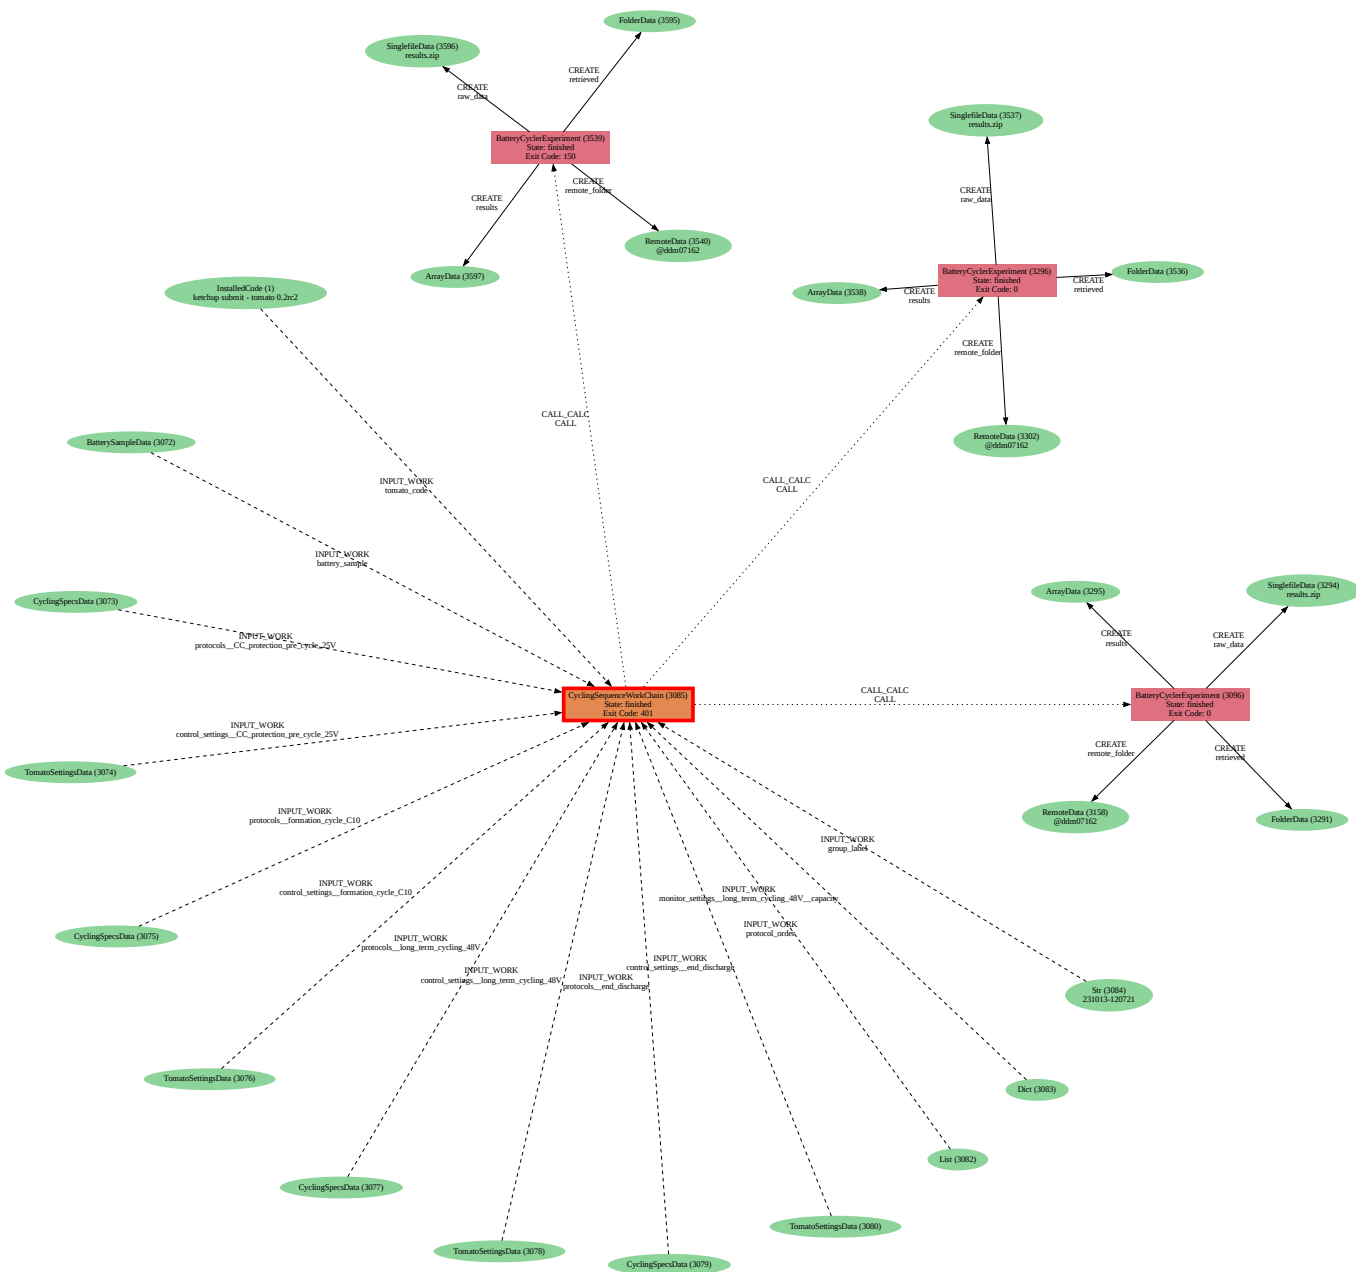 FolderData (3595)
SinglefileData (3596)
results.zip
CREATE
retrieved
CREATE
raw_data
BatteryCyclerExperiment (3539)
State: finished
Exit Code: 150
CREATE
results
CREATE
remote_folder
RemoteData (3540)
@ddm07162
ArrayData (3597)
SinglefileData (3537)
results.zip
CREATE
raw_data
BatteryCyclerExperiment (3296)
State: finished
Exit Code: 0
FolderData (3536)
CREATE
retrieved
ArrayData (3538)
CREATE
results
CREATE
remote_folder
RemoteData (3302)
@ddm07162
InstalledCode (1)
ketchup submit - tomato 0.2rc2
CALL_CALC
CALL
BatterySampleData (3072)
INPUT_WORK
tomato_code
CALL_CALC
CALL
INPUT_WORK
battery_sample
CyclingSpecsData (3073)
INPUT_WORK
protocols__CC_protection_pre_cycle_25V
ArrayData (3295)
SinglefileData (3294)
results.zip
CREATE
results
CREATE
raw_data
CyclingSequenceWorkChain (3085)
State: finished
Exit Code: 401
CALL_CALC
CALL
BatteryCyclerExperiment (3096)
State: finished
Exit Code: 0
INPUT_WORK
control_settings__CC_protection_pre_cycle_25V
TomatoSettingsData (3074)
CREATE
remote_folder
CREATE
retrieved
RemoteData (3158)
@ddm07162
FolderData (3291)
INPUT_WORK
protocols__formation_cycle_C10
INPUT_WORK
group_label
INPUT_WORK
control_settings__formation_cycle_C10
INPUT_WORK
monitor_settings__long_term_cycling_48V__capacity
CyclingSpecsData (3075)
INPUT_WORK
protocols__long_term_cycling_48V
INPUT_WORK
protocol_order
INPUT_WORK
control_settings__long_term_cycling_48V
INPUT_WORK
protocols__end_discharge
INPUT_WORK
control_settings__end_discharge
Str (3084)
231013-120721
TomatoSettingsData (3076)
Dict (3083)
List (3082)
CyclingSpecsData (3077)
TomatoSettingsData (3080)
TomatoSettingsData (3078)
CyclingSpecsData (3079)